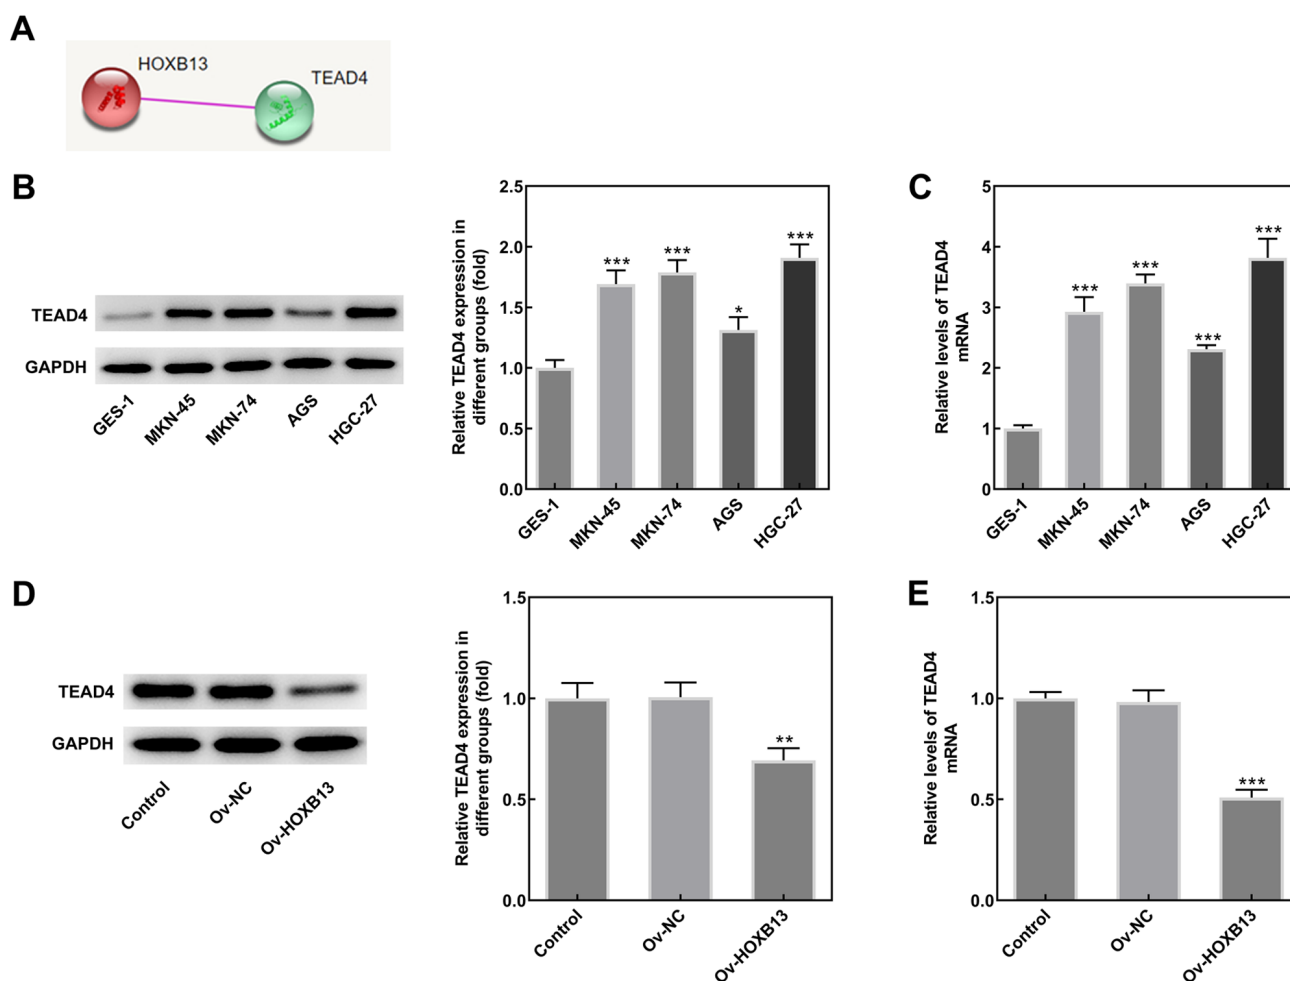 A
HOXB13
TEAD4
B
TEAD4
GAPDH
GES-1
MKN-45
MKN-74
AGS
HGC-27
Relative TEAD4 expression in
different groups (fold)
2.5
2.0
1.5
1.0
0.5
0.0
***
***
*
***
GES-1
MKN-45
MKN-74
AGS
HGC-27
C
Relative levels of TEAD4
mRNA
5
4
3
2
1
0
***
***
***
***
GES-1
MKN-45
MKN-74
AGS
HGC-27
D
TEAD4
GAPDH
Control
Ov-NC
Ov-HOXB13
Relative TEAD4 expression in
different groups (fold)
1.5
1.0
0.5
0.0
**
Control
Ov-NC
Ov-HOXB13
E
Relative levels of TEAD4
mRNA
1.5
1.0
0.5
0.0
***
Control
Ov-NC
Ov-HOXB13